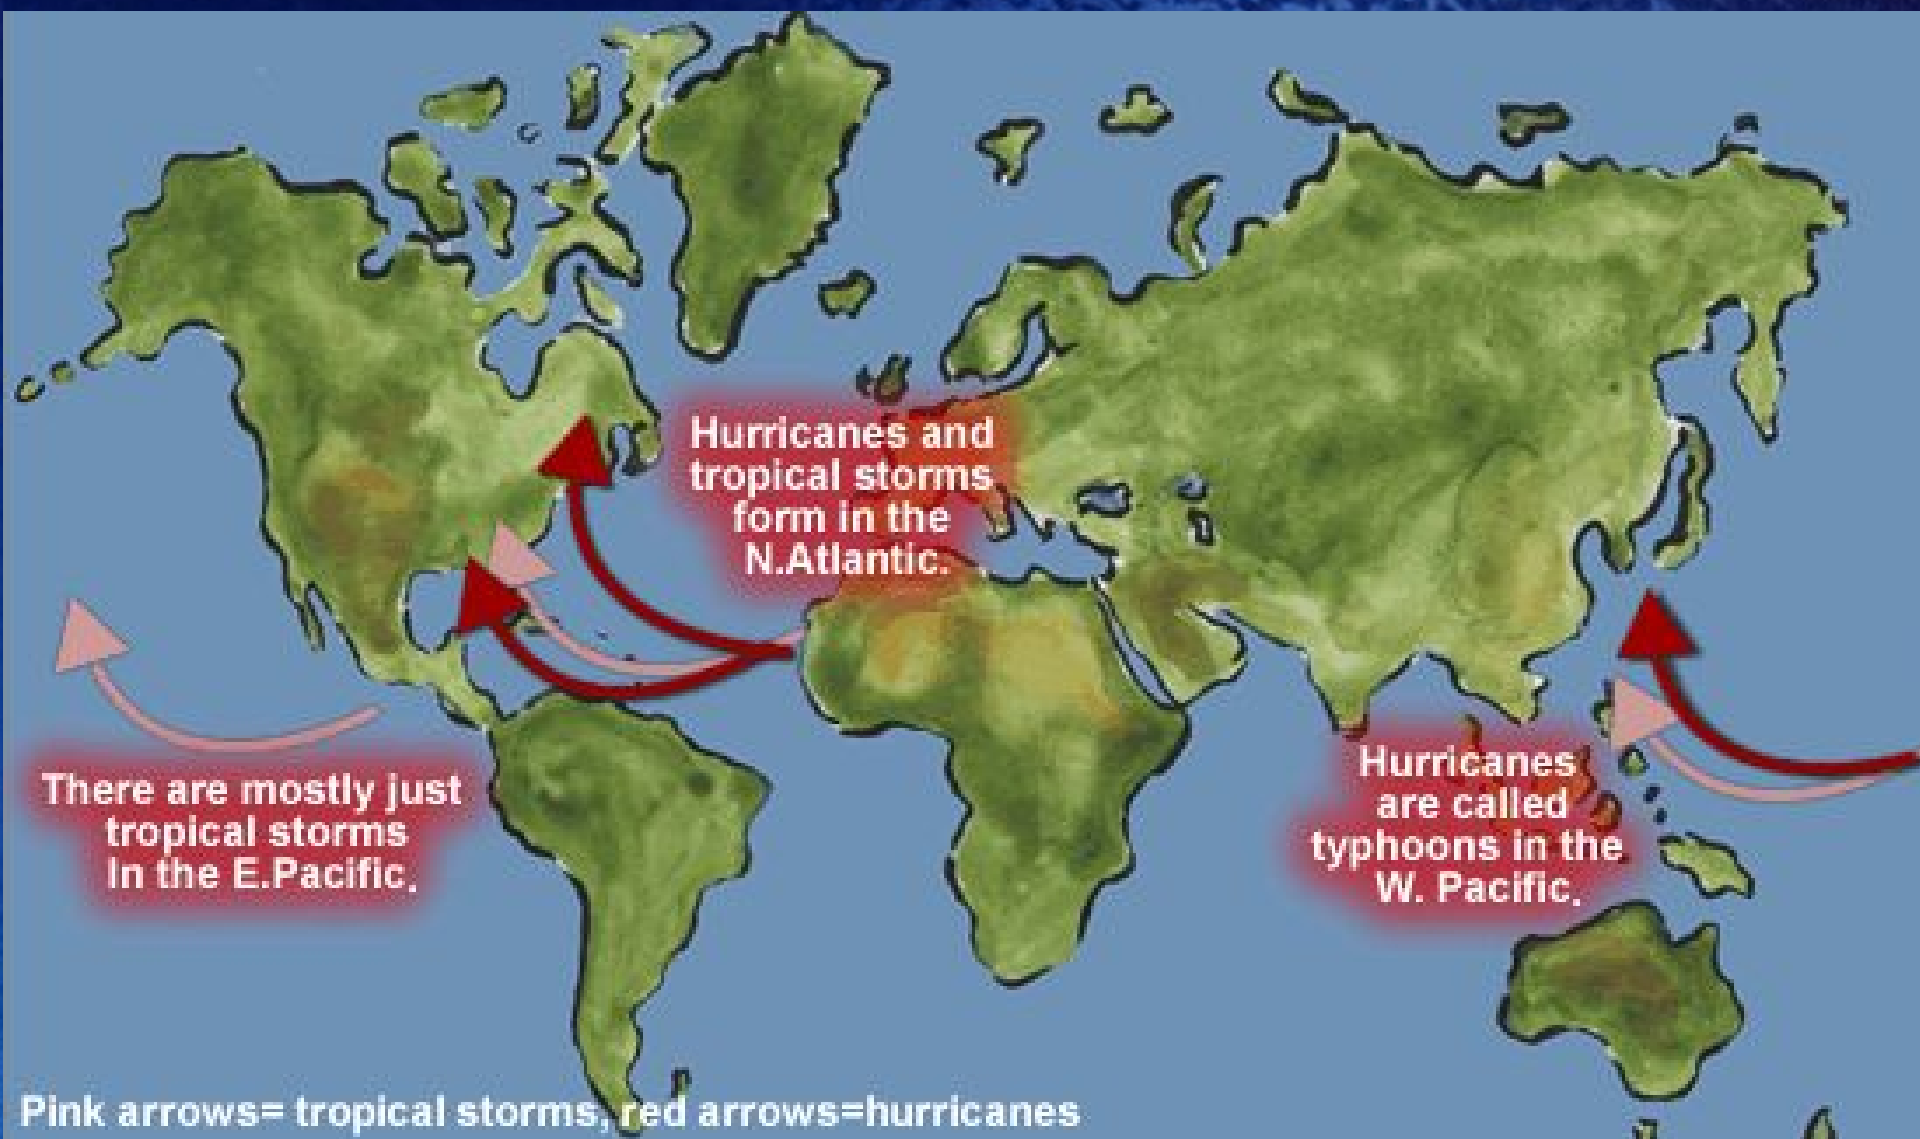 Hurricanes and
tropical storms
form in the
N.Atlantic.
There are mostly just
tropical storms
In the E.Pacific.
Hurricanes
are called
typhoons in the
W. Pacific.
Pink arrows= tropical storms, red arrows=hurricanes